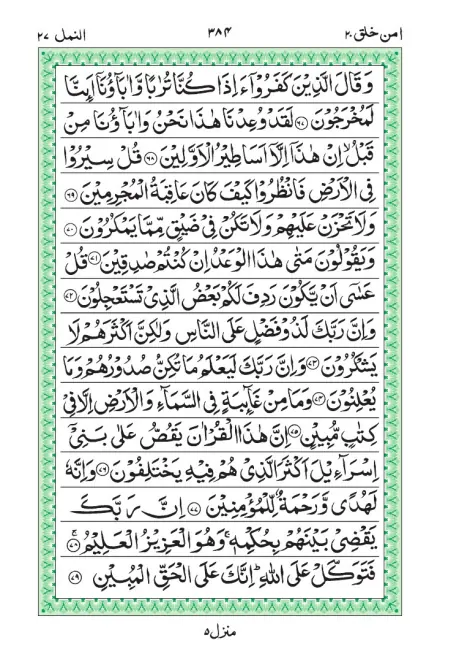 امن خلق ٢٠ ٣٨٤ النمل ٢٧
وَقَالَ الَّذِيْنَ كَفَرُوْۤا ءَاِذَا كُنَّا تُرٰبًا وَّاٰبَآؤُنَاۤ اَئِنَّا
لَمُخْرَجُوْنَ ﴿٦٧﴾ لَقَدْ وُعِدْنَا هٰذَا نَحْنُ وَاٰبَآؤُنَا مِنْ
قَبْلُ ۙ اِنْ هٰذَاۤ اِلَّاۤ اَسَاطِيْرُ الْاَوَّلِيْنَ ﴿٦٨﴾ قُلْ سِيْرُوْا
فِى الْاَرْضِ فَانْظُرُوْا كَيْفَ كَانَ عَاقِبَةُ الْمُجْرِمِيْنَ ﴿٦٩﴾
وَلَا تَحْزَنْ عَلَيْهِمْ وَلَا تَكُنْ فِىْ ضَيْقٍ مِّمَّا يَمْكُرُوْنَ ﴿٧٠﴾
وَيَقُوْلُوْنَ مَتٰى هٰذَا الْوَعْدُ اِنْ كُنْتُمْ صٰدِقِيْنَ ﴿٧١﴾ قُلْ
عَسٰۤى اَنْ يَّكُوْنَ رَدِفَ لَكُمْ بَعْضُ الَّذِىْ تَسْتَعْجِلُوْنَ ﴿٧٢﴾
وَاِنَّ رَبَّكَ لَذُوْ فَضْلٍ عَلَى النَّاسِ وَلٰكِنَّ اَكْثَرَهُمْ لَا
يَشْكُرُوْنَ ﴿٧٣﴾ وَاِنَّ رَبَّكَ لَيَعْلَمُ مَا تُكِنُّ صُدُوْرُهُمْ وَمَا
يُعْلِنُوْنَ ﴿٧٤﴾ وَمَا مِنْ غَآئِبَةٍ فِى السَّمَآءِ وَالْاَرْضِ اِلَّا فِىْ
كِتٰبٍ مُّبِيْنٍ ﴿٧٥﴾ اِنَّ هٰذَا الْقُرْاٰنَ يَقُصُّ عَلٰى بَنِىْۤ
اِسْرَآءِيْلَ اَكْثَرَ الَّذِىْ هُمْ فِيْهِ يَخْتَلِفُوْنَ ﴿٧٦﴾ وَاِنَّهٗ
لَهُدًى وَّرَحْمَةٌ لِّلْمُؤْمِنِيْنَ ﴿٧٧﴾ اِنَّ رَبَّكَ
يَقْضِىْ بَيْنَهُمْ بِحُكْمِهٖ ۚ وَهُوَ الْعَزِيْزُ الْعَلِيْمُ ﴿٧٨﴾
فَتَوَكَّلْ عَلَى اللّٰهِ ؕ اِنَّكَ عَلَى الْحَقِّ الْمُبِيْنِ ﴿٧٩﴾
منزل ٥